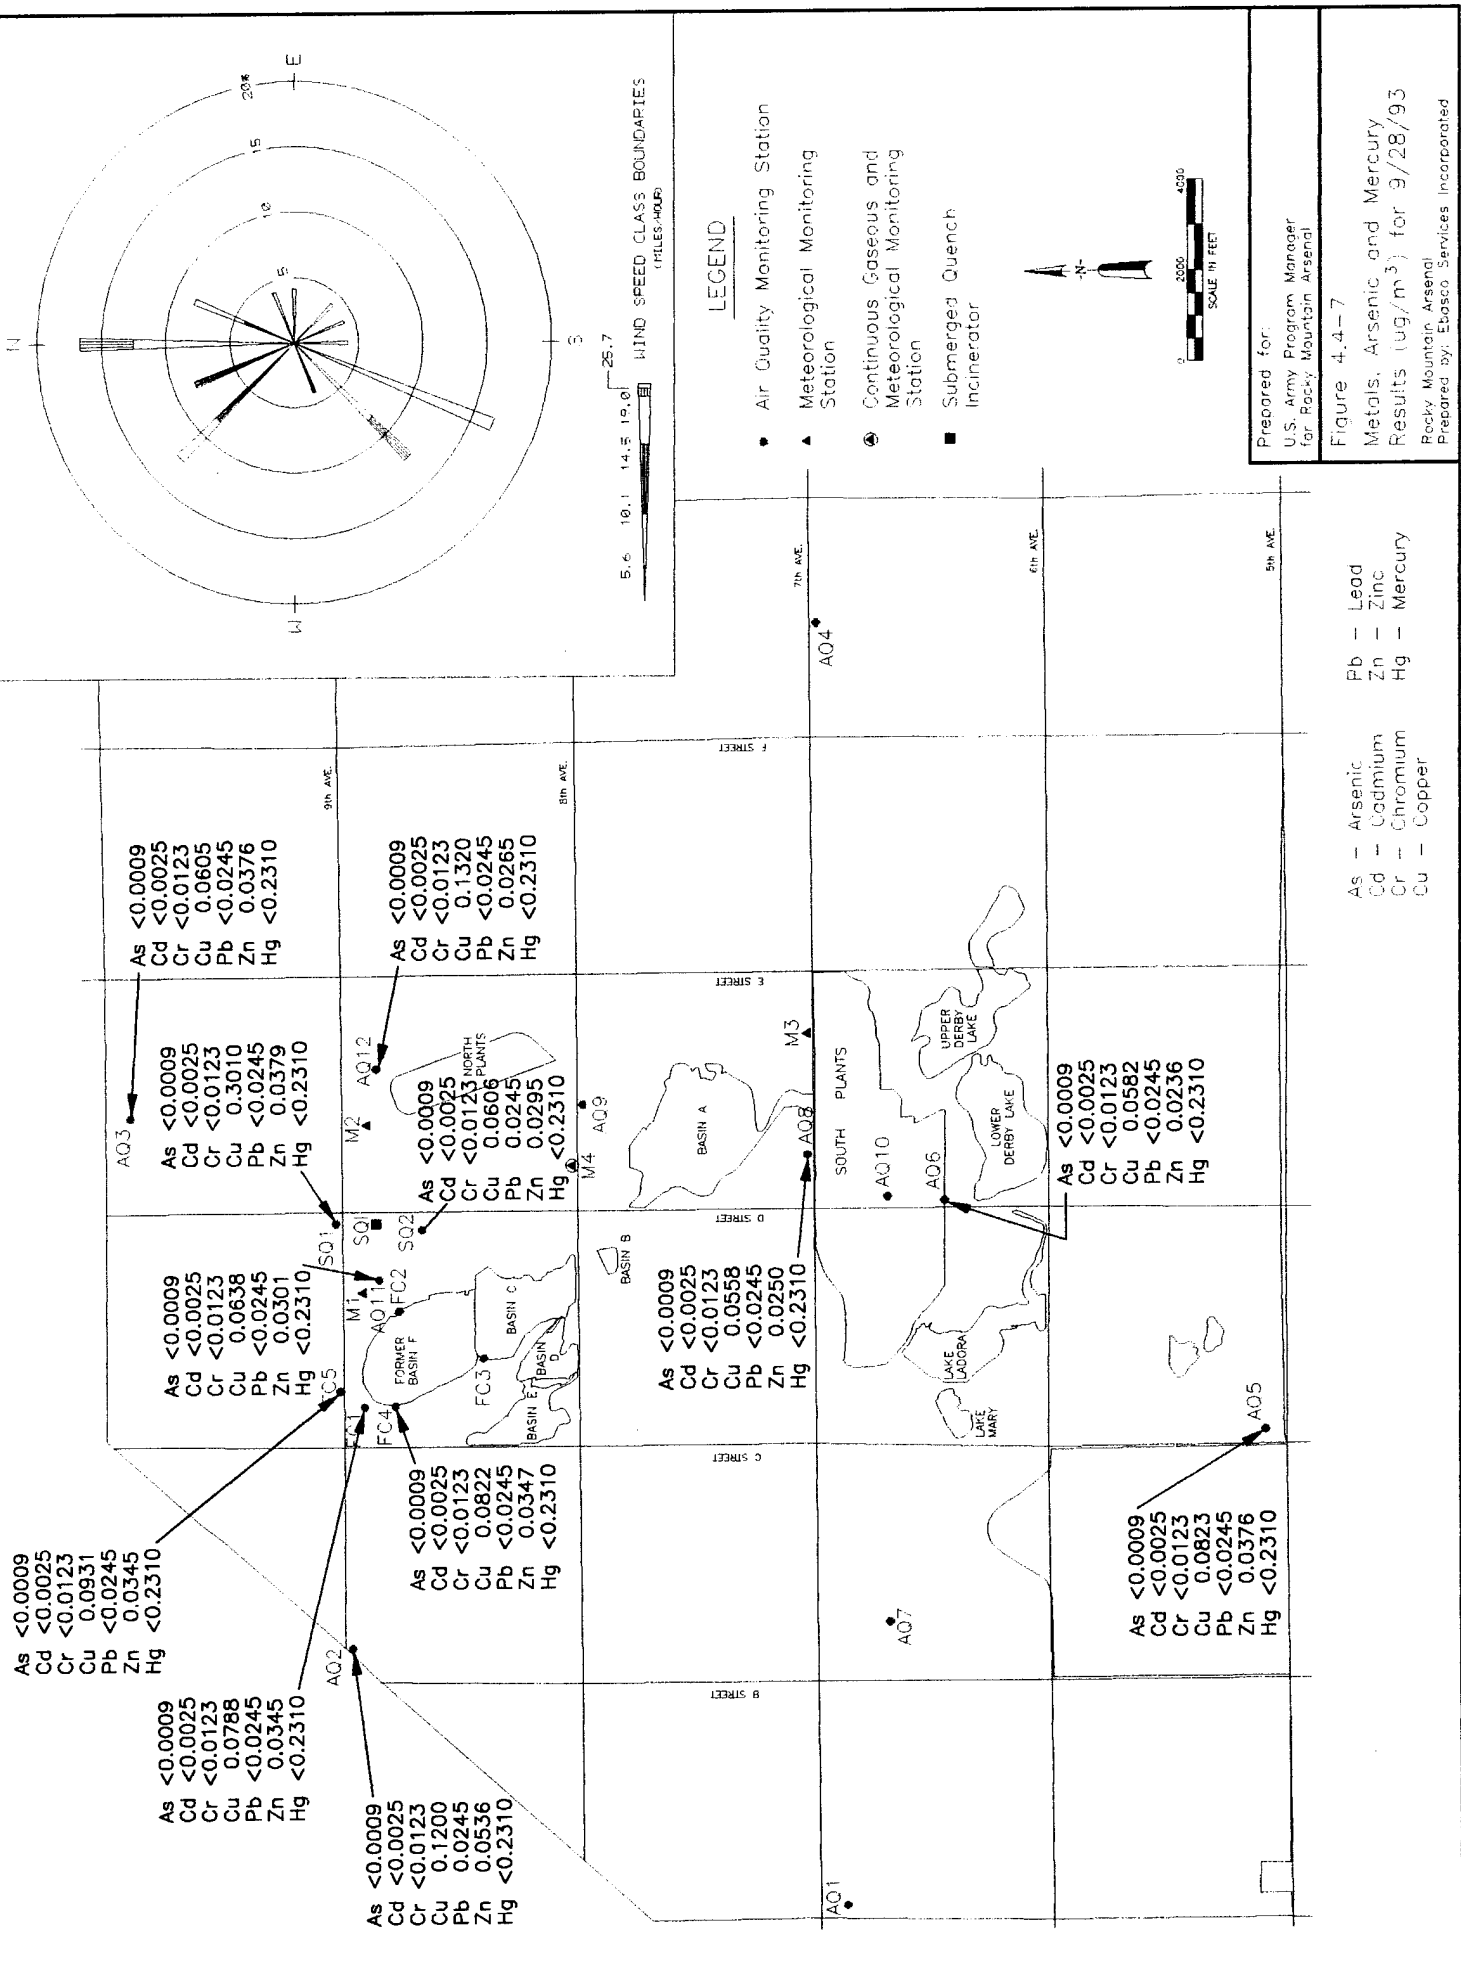 N
E
S
W
5
10
15
20%
5.6 10.1 14.5 19.0 25.7
WIND SPEED CLASS BOUNDARIES
(MILES/HOUR)
LEGEND
Air Quality Monitoring Station
Meteorological Monitoring
Station
Continuous Gaseous and
Meteorological Monitoring
Station
Submerged Quench
Incinerator
-N-
0 2000 4000
SCALE IN FEET
Prepared for:
U.S. Army Program Manager
for Rocky Mountain Arsenal
Figure 4.4-7
Metals, Arsenic and Mercury
Results (ug/m³) for 9/28/93
Rocky Mountain Arsenal
Prepared by: Ebasco Services Incorporated
As - Arsenic
Cd - Cadmium
Cr - Chromium
Cu - Copper
Pb - Lead
Zn - Zinc
Hg - Mercury
As <0.0009
Cd <0.0025
Cr <0.0123
Cu 0.0931
Pb <0.0245
Zn 0.0345
Hg <0.2310
As <0.0009
Cd <0.0025
Cr <0.0123
Cu 0.0788
Pb <0.0245
Zn 0.0345
Hg <0.2310
As <0.0009
Cd <0.0025
Cr <0.0123
Cu 0.1200
Pb 0.0245
Zn 0.0536
Hg <0.2310
As <0.0009
Cd <0.0025
Cr <0.0123
Cu 0.0822
Pb <0.0245
Zn 0.0347
Hg <0.2310
As <0.0009
Cd <0.0025
Cr <0.0123
Cu 0.0638
Pb <0.0245
Zn 0.0301
Hg <0.2310
As <0.0009
Cd <0.0025
Cr <0.0123
Cu 0.3010
Pb <0.0245
Zn 0.0379
Hg <0.2310
As <0.0009
Cd <0.0025
Cr <0.0123
Cu 0.0605
Pb <0.0245
Zn 0.0376
Hg <0.2310
As <0.0009
Cd <0.0025
Cr <0.0123
Cu 0.1320
Pb <0.0245
Zn 0.0265
Hg <0.2310
As <0.0009
Cd <0.0025
Cr <0.0123
Cu 0.0606
Pb 0.0245
Zn 0.0295
Hg <0.2310
As <0.0009
Cd <0.0025
Cr <0.0123
Cu 0.0558
Pb <0.0245
Zn 0.0250
Hg <0.2310
As <0.0009
Cd <0.0025
Cr <0.0123
Cu 0.0582
Pb <0.0245
Zn 0.0236
Hg <0.2310
As <0.0009
Cd <0.0025
Cr <0.0123
Cu 0.0823
Pb <0.0245
Zn 0.0376
Hg <0.2310
AQ3
AQ2
FC5
FC4
FC3
FC2
M1
AQ11
SQ1
SQI
SQ2
M2
AQ12
M4
AQ9
M3
AQ8
AQ10
AQ6
AQ4
AQ7
AQ5
AQ1
NORTH
PLANTS
FORMER
BASIN F
BASIN C
BASIN
D
BASIN E
BASIN B
BASIN A
SOUTH PLANTS
UPPER
DERBY
LAKE
LOWER
DERBY LAKE
LAKE
LADORA
LAKE
MARY
9th AVE.
8th AVE.
7th AVE.
6th AVE.
5th AVE.
F STREET
E STREET
D STREET
C STREET
B STREET